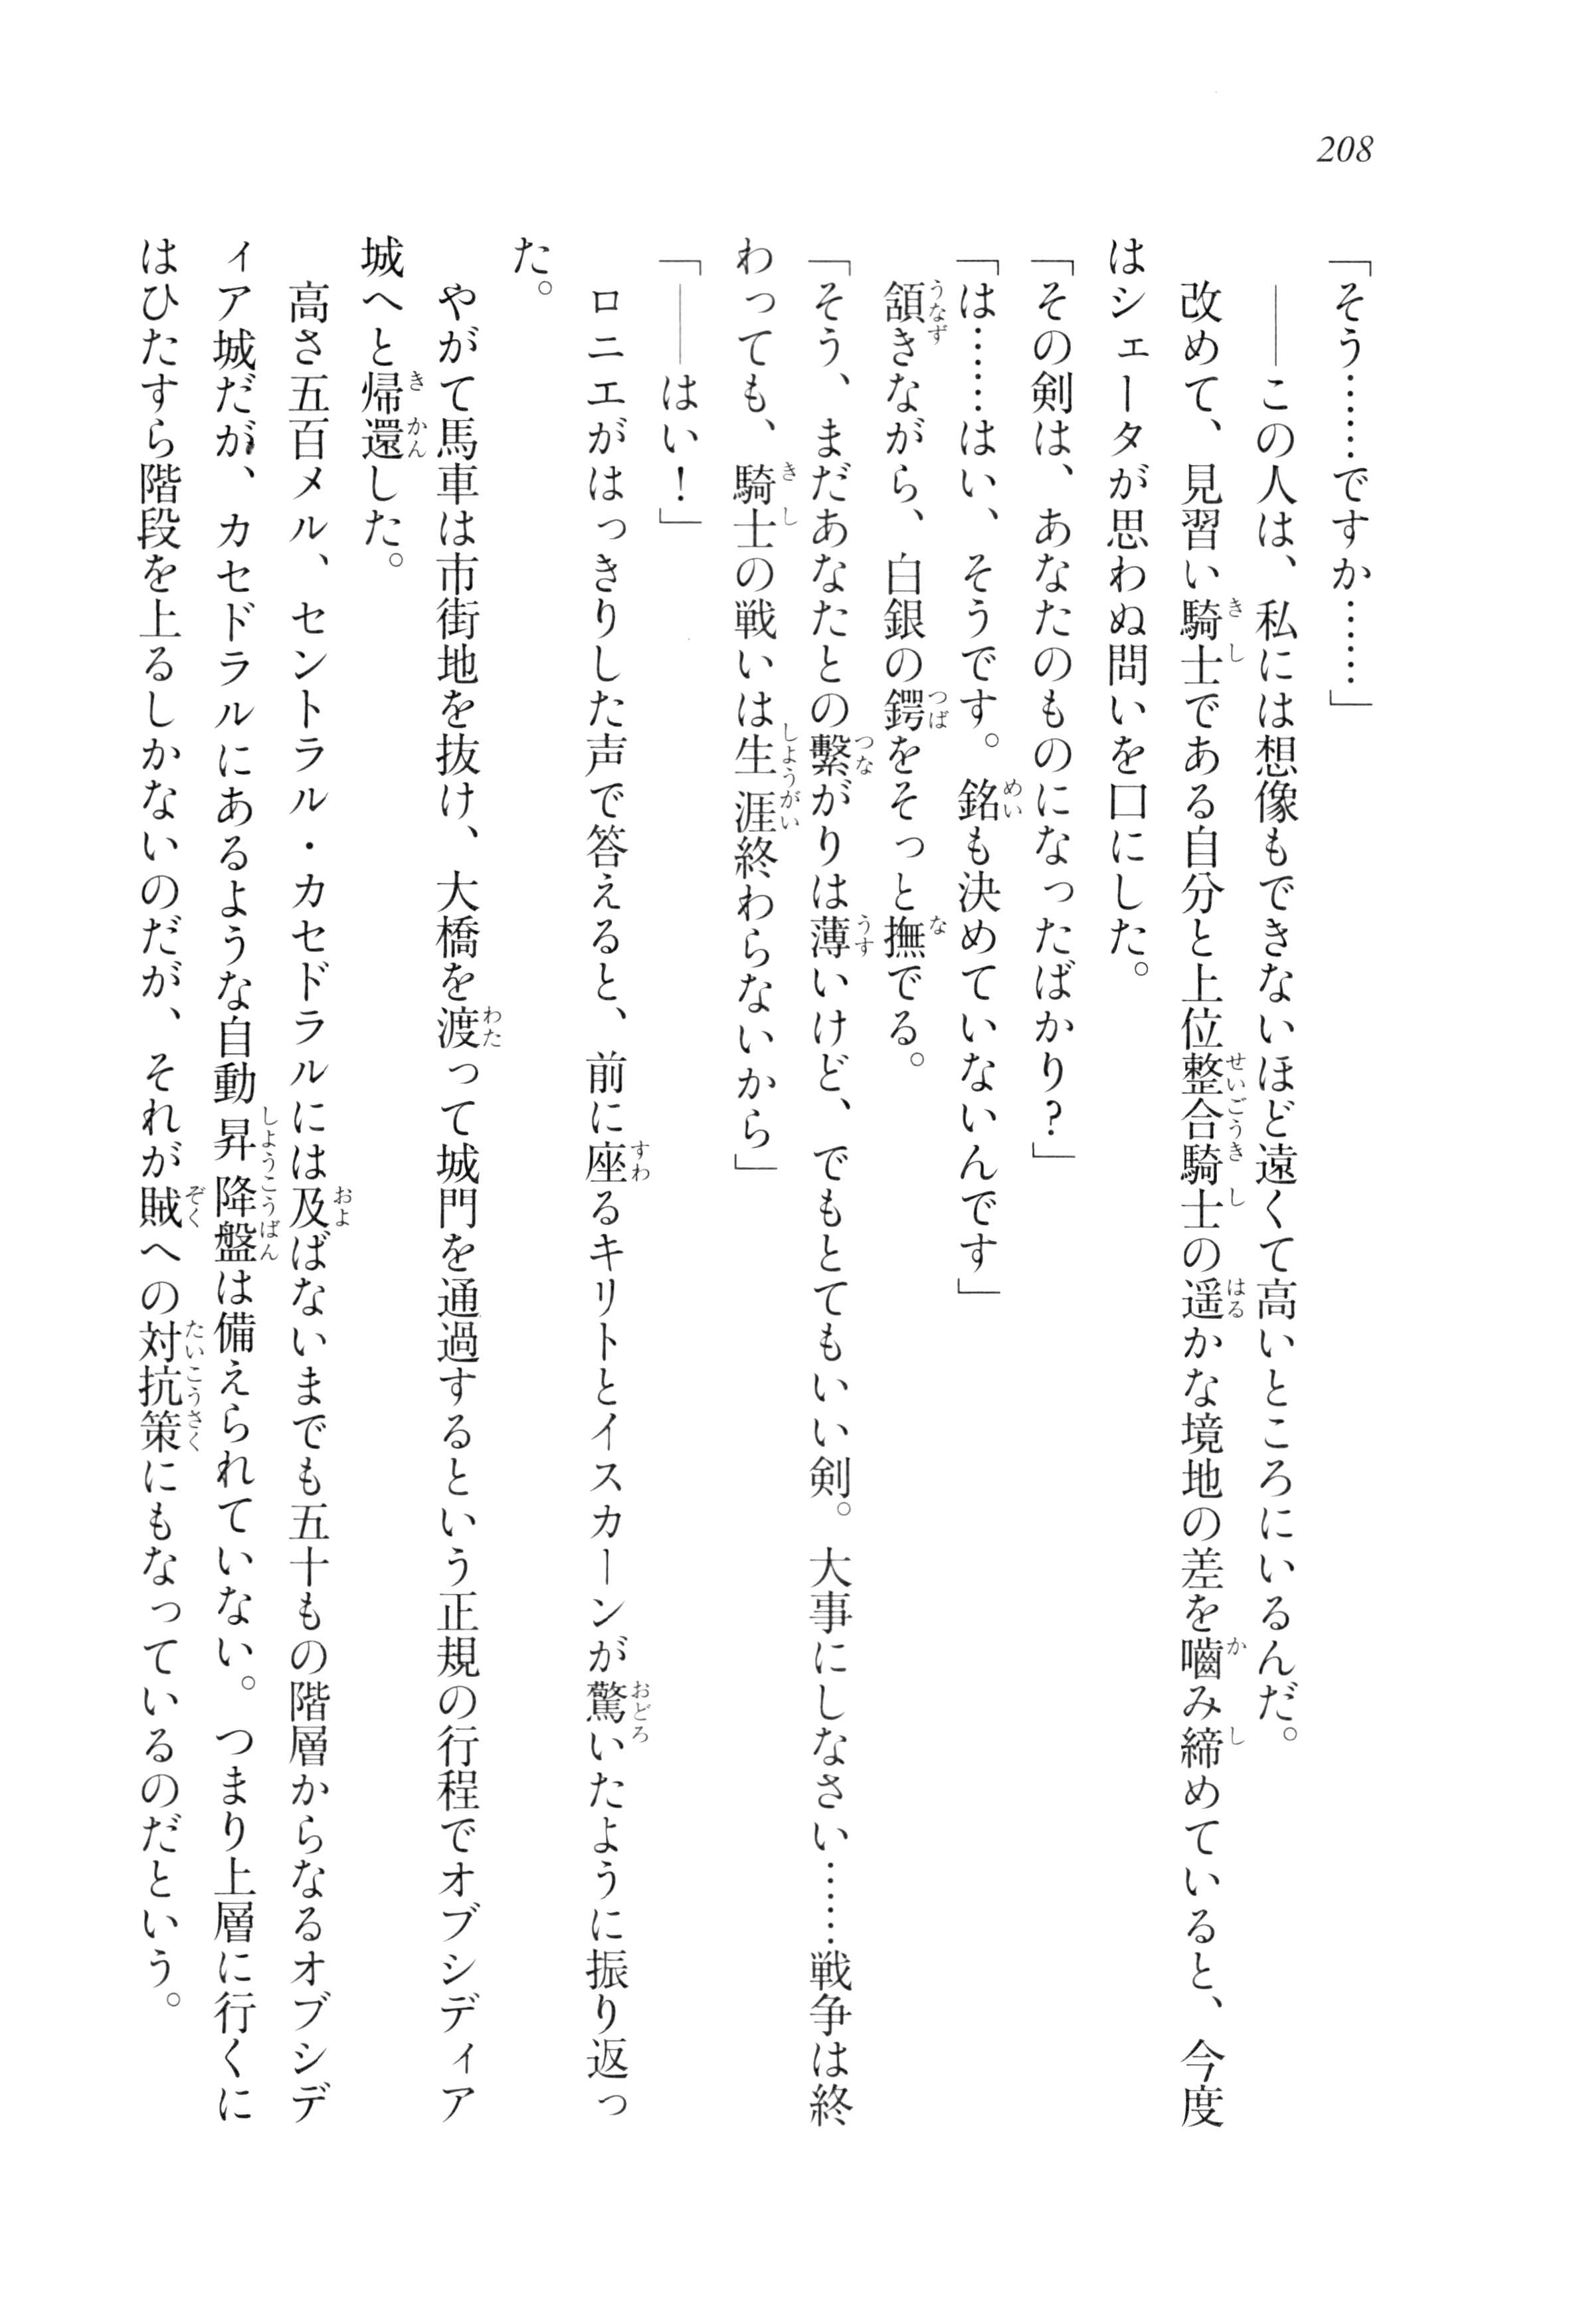 208
「そう……ですか……」
――この人は、私には想像もできないほど遠くて高いところにいるんだ。
改めて、見習い騎士である自分と上位整合騎士の遥かな境地の差を嚙み締めていると、今度
はシェータが思わぬ問いを口にした。
「その剣は、あなたのものになったばかり?」
「は……はい、そうです。銘も決めていないんです」
頷きながら、白銀の鍔をそっと撫でる。
「そう、まだあなたとの繫がりは薄いけど、でもとてもいい剣。大事にしなさい……戦争は終
わっても、騎士の戦いは生涯終わらないから」
「――はい！」
ロニエがはっきりした声で答えると、前に座るキリトとイスカーンが驚いたように振り返っ
た。
やがて馬車は市街地を抜け、大橋を渡って城門を通過するという正規の行程でオブシディア
城へと帰還した。
高さ五百メル、セントラル・カセドラルには及ばないまでも五十もの階層からなるオブシデ
ィア城だが、カセドラルにあるような自動昇降盤は備えられていない。つまり上層に行くに
はひたすら階段を上るしかないのだが、それが賊への対抗策にもなっているのだという。